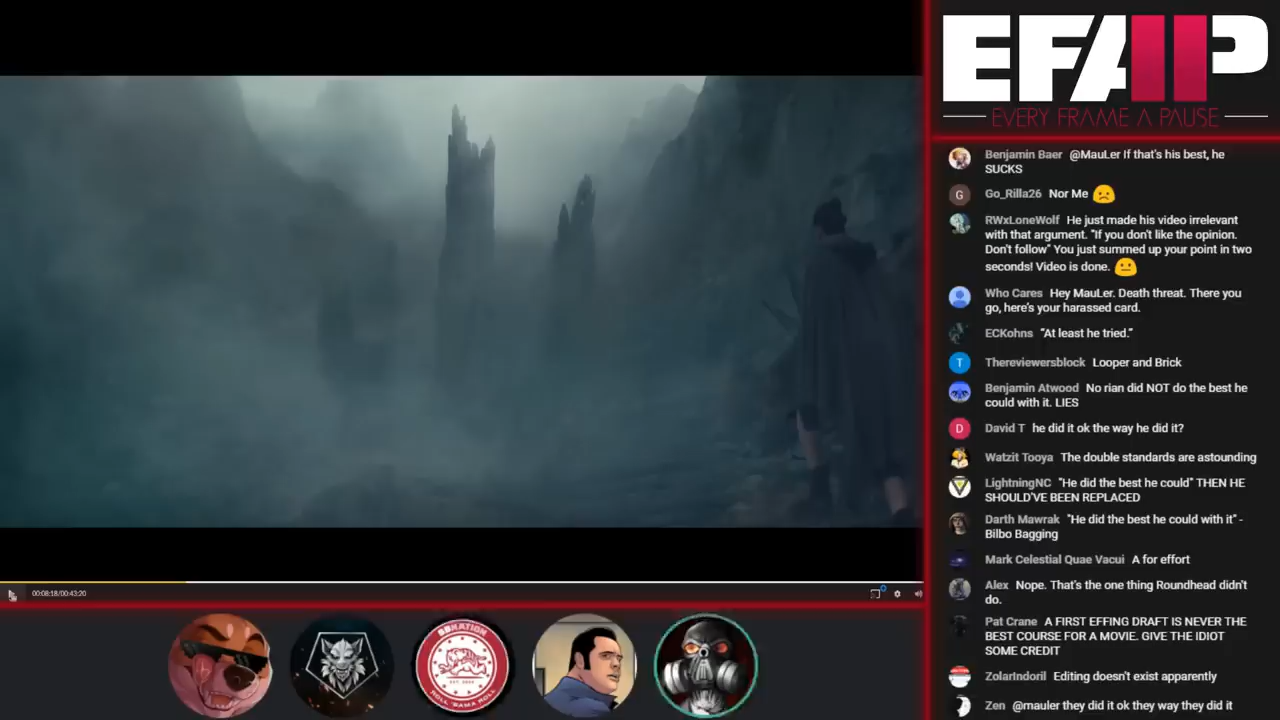 EFAP
EVERY FRAME A PAUSE
Benjamin Baer @MauLer If that's his best, he
SUCKS
G
Go_Rilla26 Nor Me
RWxLoneWolf He just made his video irrelevant
with that argument. "If you don't like the opinion.
Don't follow" You just summed up your point in two
seconds! Video is done.
Who Cares Hey MauLer. Death threat. There you
go, here's your harassed card.
ECKohns "At least he tried."
T
Thereviewersblock Looper and Brick
Benjamin Atwood No rian did NOT do the best he
could with it. LIES
D
David T he did it ok the way he did it?
Watzit Tooya The double standards are astounding
LightningNC "He did the best he could" THEN HE
SHOULD'VE BEEN REPLACED
Darth Mawrak "He did the best he could with it" -
Bilbo Bagging
Mark Celestial Quae Vacui A for effort
Alex Nope. That's the one thing Roundhead didn't
do.
Pat Crane A FIRST EFFING DRAFT IS NEVER THE
BEST COURSE FOR A MOVIE. GIVE THE IDIOT
SOME CREDIT
ZolarIndoril Editing doesn't exist apparently
Zen @mauler they did it ok they way they did it
00:08:18/00:43:20
BBMATION
ROLL 'BAMA ROLL